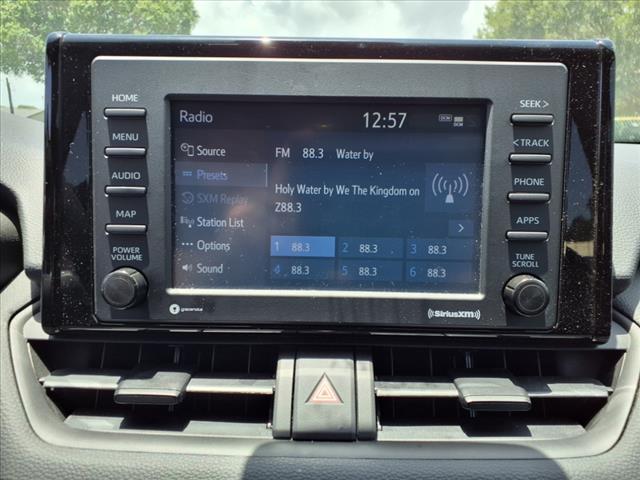 HOME
MENU
AUDIO
MAP
POWER
VOLUME
Radio
12:57
DCM
DCM
Source
Presets
SXM Replay
Station List
Options
Sound
FM 88.3 Water by
Holy Water by We The Kingdom on
Z88.3
1 88.3
2 88.3
3 88.3
4 88.3
5 88.3
6 88.3
SEEK >
< TRACK
PHONE
APPS
TUNE
SCROLL
gracenote
SiriusXM